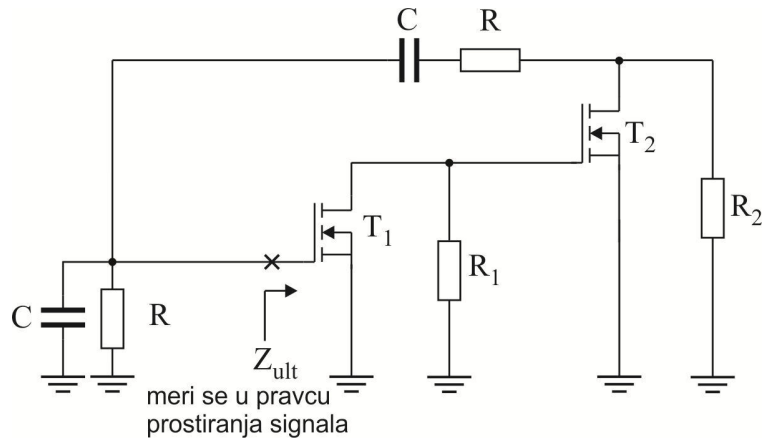 C
R
T₂
T₁
R₂
R₁
C
R
Zult
meri se u pravcu
prostiranja signala